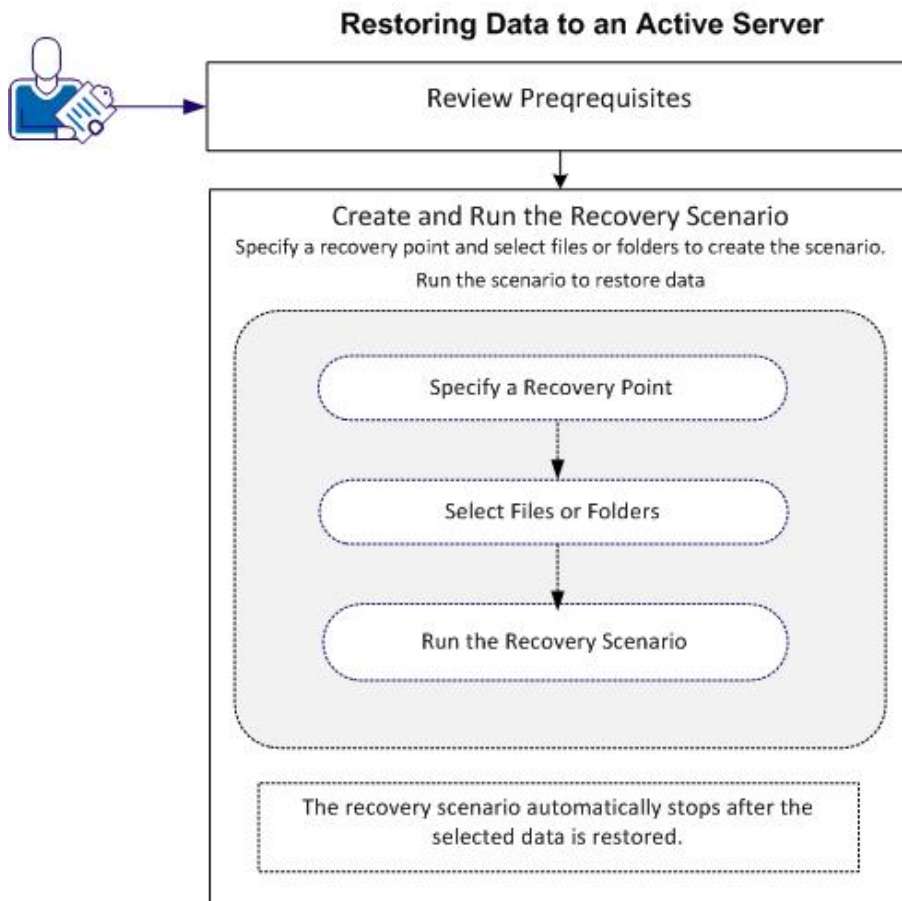 Restoring Data to an Active Server
Review Preqrequisites
Create and Run the Recovery Scenario
Specify a recovery point and select files or folders to create the scenario.
Run the scenario to restore data
Specify a Recovery Point
Select Files or Folders
Run the Recovery Scenario
The recovery scenario automatically stops after the
selected data is restored.